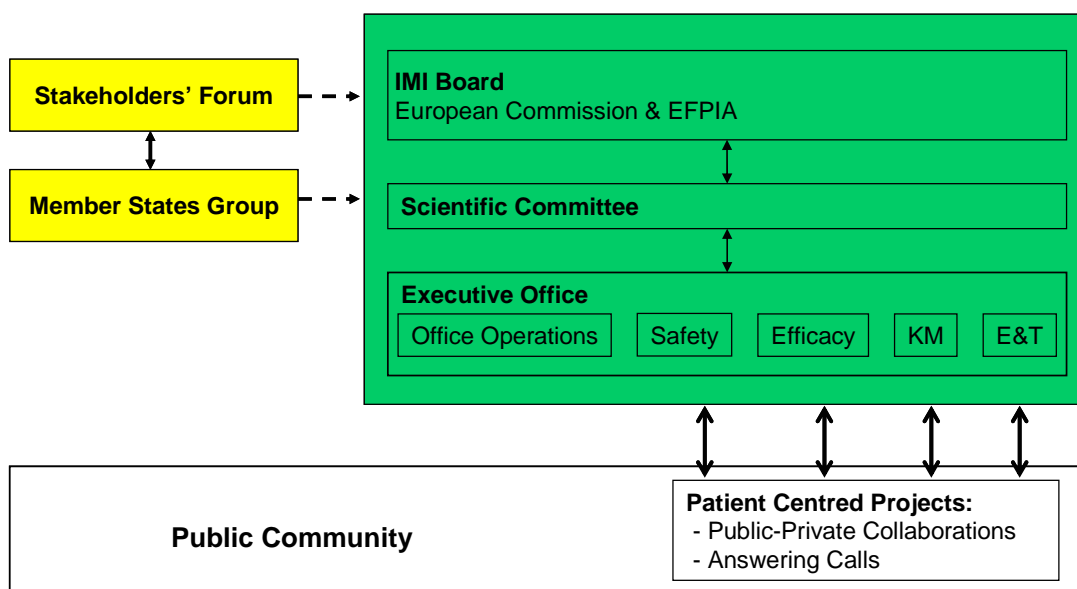 Stakeholders’ Forum
Member States Group
IMI Board
European Commission & EFPIA
Scientific Committee
Executive Office
Office Operations
Safety
Efficacy
KM
E&T
Public Community
Patient Centred Projects:
- Public-Private Collaborations
- Answering Calls